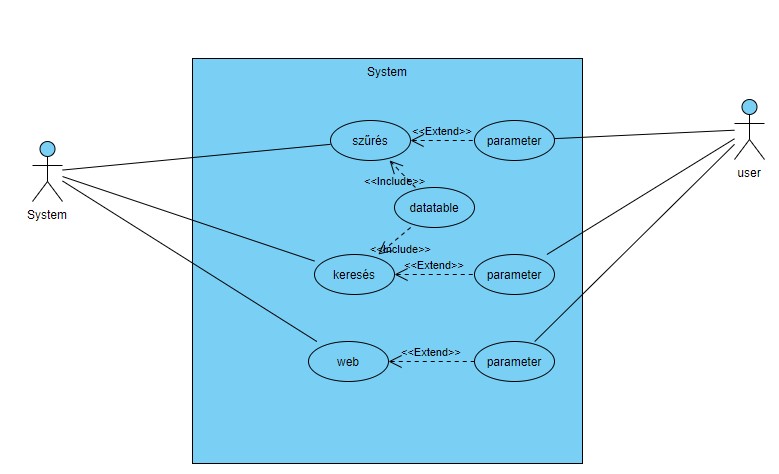 System
szűrés
<<Extend>>
parameter
user
<<Include>>
datatable
System
<<Include>>
keresés
<<Extend>>
parameter
web
<<Extend>>
parameter